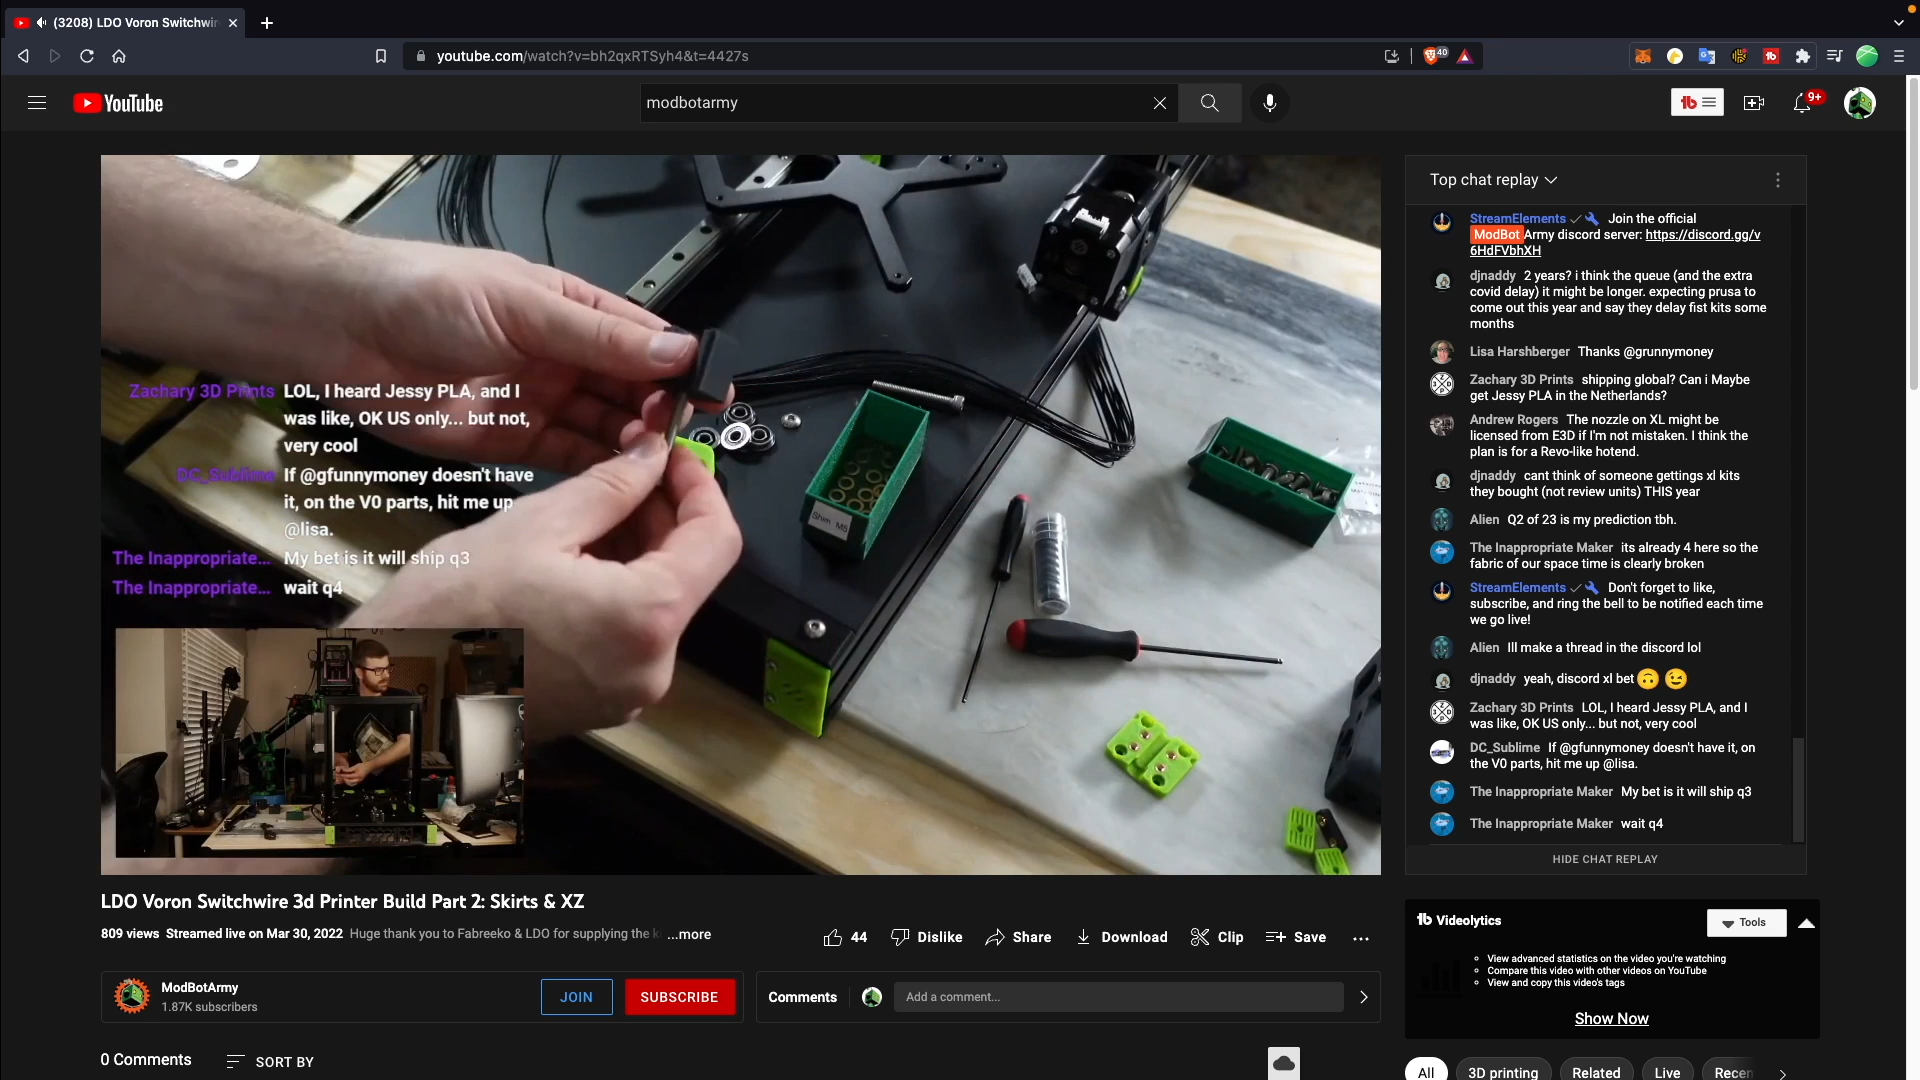 (3208) LDO Voron Switchwir
youtube.com/watch?v=bh2qxRTSyh4&t=4427s
40
YouTube
modbotarmy
9+
Top chat replay
StreamElements Join the official
ModBot Army discord server: https://discord.gg/v
6HdFVbhXH
djnaddy 2 years? i think the queue (and the extra
covid delay) it might be longer. expecting prusa to
come out this year and say they delay fist kits some
months
Lisa Harshberger Thanks @grunnymoney
Zachary 3D Prints shipping global? Can i Maybe
get Jessy PLA in the Netherlands?
Andrew Rogers The nozzle on XL might be
licensed from E3D if I'm not mistaken. I think the
plan is for a Revo-like hotend.
djnaddy cant think of someone gettings xl kits
they bought (not review units) THIS year
Alien Q2 of 23 is my prediction tbh.
The Inappropriate Maker its already 4 here so the
fabric of our space time is clearly broken
StreamElements Don't forget to like,
subscribe, and ring the bell to be notified each time
we go live!
Alien Ill make a thread in the discord lol
djnaddy yeah, discord xl bet🙃😉
Zachary 3D Prints LOL, I heard Jessy PLA, and I
was like, OK US only... but not, very cool
DC_Sublime If @gfunnymoney doesn't have it, on
the V0 parts, hit me up @lisa.
The Inappropriate Maker My bet is it will ship q3
The Inappropriate Maker wait q4
HIDE CHAT REPLAY
Zachary 3D Prints LOL, I heard Jessy PLA, and I
was like, OK US only... but not,
very cool
DC_Sublime If @gfunnymoney doesn't have
it, on the V0 parts, hit me up
@lisa.
The Inappropriate... My bet is it will ship q3
The Inappropriate... wait q4
Shim M5
LDO Voron Switchwire 3d Printer Build Part 2: Skirts & XZ
809 views Streamed live on Mar 30, 2022 Huge thank you to Fabreeko & LDO for supplying the k ...more
44 Dislike Share Download Clip Save
ModBotArmy
1.87K subscribers
JOIN SUBSCRIBE
Comments Add a comment...
0 Comments SORT BY
tb Videolytics
Tools
View advanced statistics on the video you're watching
Compare this video with other videos on YouTube
View and copy this video's tags
Show Now
All 3D printing Related Live Recen